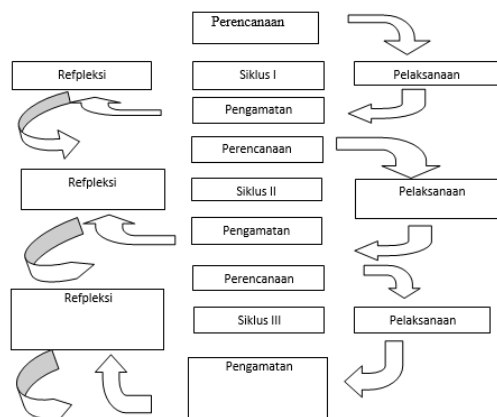 Perencanaan
Refpleksi
Siklus I
Pelaksanaan
Pengamatan
Perencanaan
Refpleksi
Siklus II
Pelaksanaan
Pengamatan
Perencanaan
Refpleksi
Siklus III
Pelaksanaan
Pengamatan